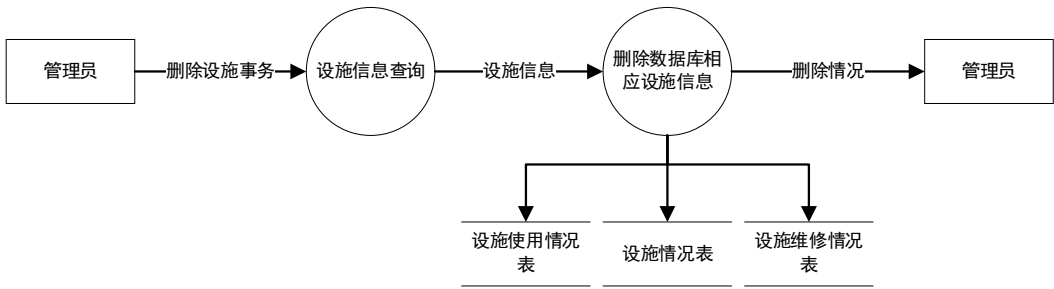 管理员
删除设施事务
设施信息查询
设施信息
删除数据库相
应设施信息
删除情况
管理员
设施使用情况
表
设施情况表
设施维修情况
表